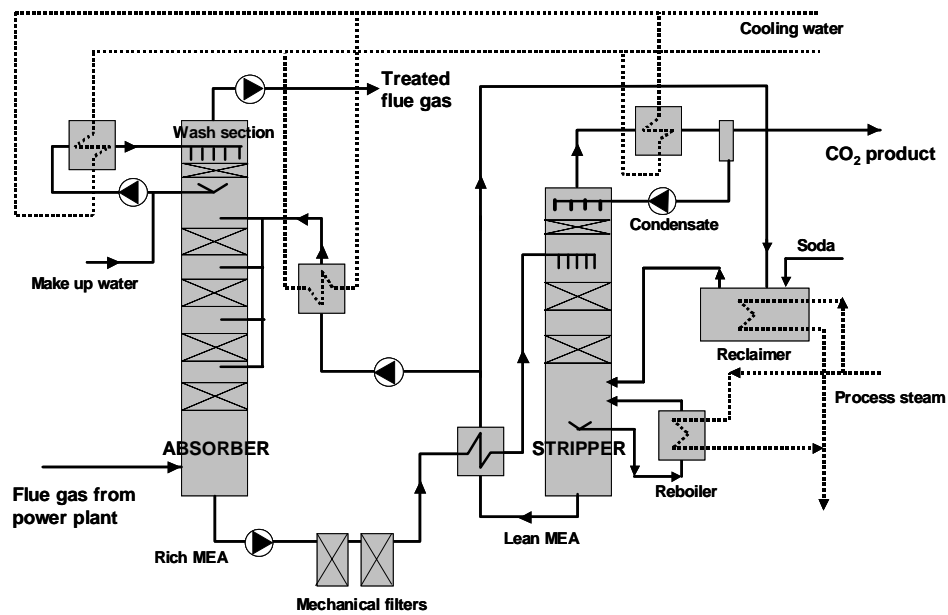 Cooling water
Treated
flue gas
Wash section
CO2 product
Condensate
Soda
Make up water
Reclaimer
Process steam
ABSORBER
STRIPPER
Flue gas from
power plant
Reboiler
Lean MEA
Rich MEA
Mechanical filters